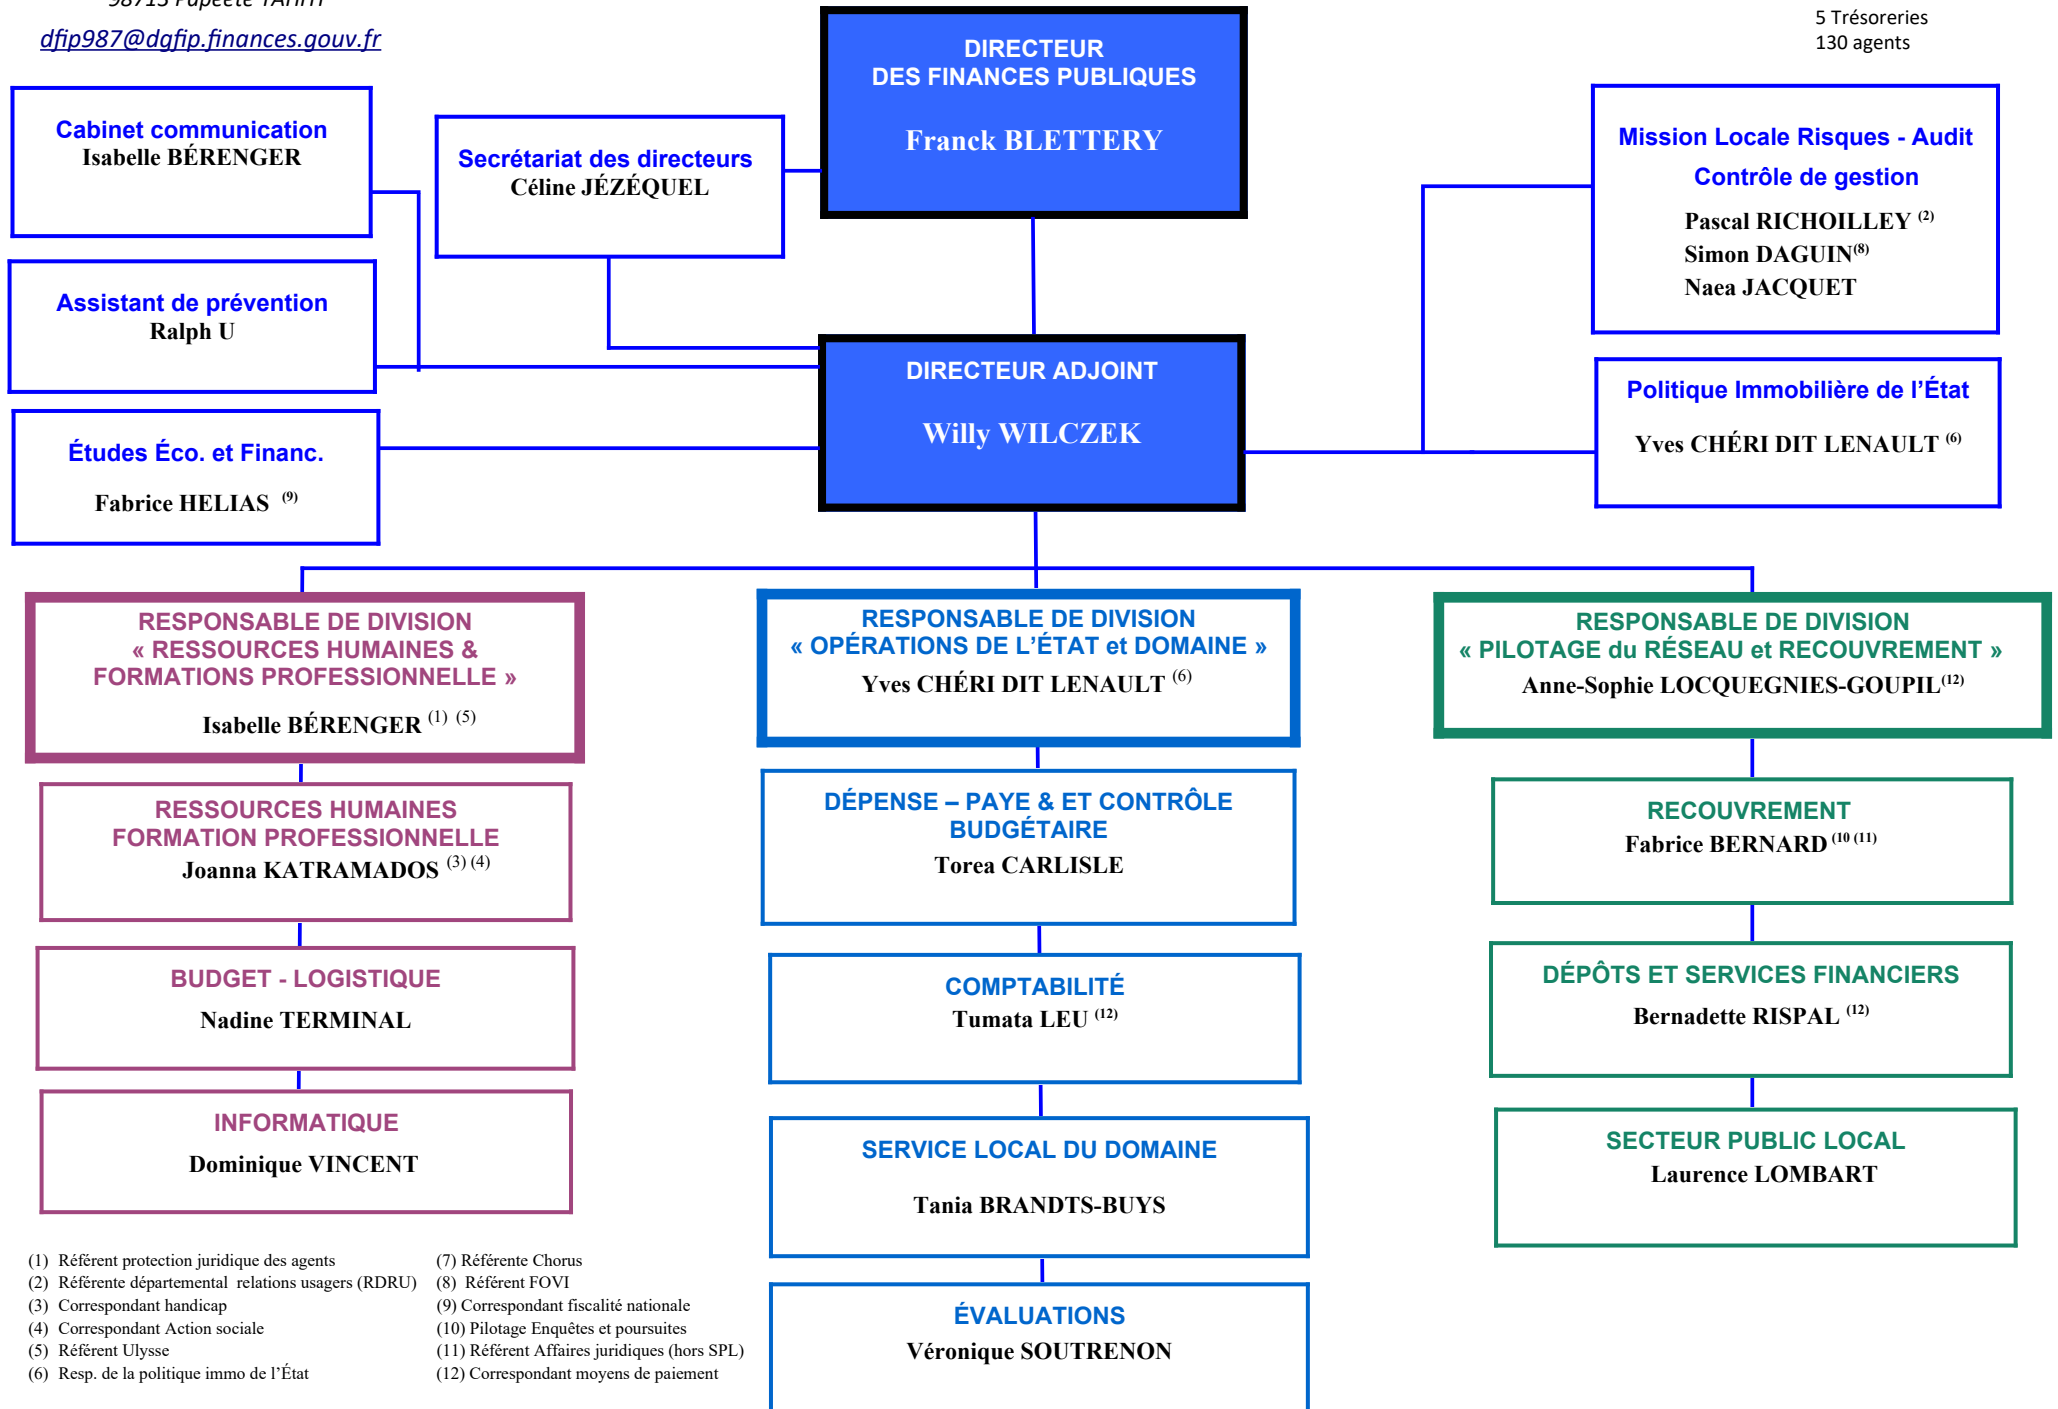 98713 Papeete TAHITI
dfip987@dgfip.finances.gouv.fr
5 Trésoreries
130 agents
DIRECTEUR
DES FINANCES PUBLIQUES
Franck BLETTERY
Cabinet communication
Isabelle BÉRENGER
Secrétariat des directeurs
Céline JÉZÉQUEL
Mission Locale Risques - Audit
Contrôle de gestion
Pascal RICHOILLEY (2)
Simon DAGUIN(8)
Naea JACQUET
Assistant de prévention
Ralph U
DIRECTEUR ADJOINT
Willy WILCZEK
Politique Immobilière de l’État
Yves CHÉRI DIT LENAULT (6)
Études Éco. et Financ.
Fabrice HELIAS (9)
RESPONSABLE DE DIVISION
« RESSOURCES HUMAINES &
FORMATIONS PROFESSIONNELLE »
Isabelle BÉRENGER (1) (5)
RESSOURCES HUMAINES
FORMATION PROFESSIONNELLE
Joanna KATRAMADOS (3) (4)
BUDGET - LOGISTIQUE
Nadine TERMINAL
INFORMATIQUE
Dominique VINCENT
RESPONSABLE DE DIVISION
« OPÉRATIONS DE L’ÉTAT et DOMAINE »
Yves CHÉRI DIT LENAULT (6)
DÉPENSE – PAYE & ET CONTRÔLE
BUDGÉTAIRE
Torea CARLISLE
COMPTABILITÉ
Tumata LEU (12)
SERVICE LOCAL DU DOMAINE
Tania BRANDTS-BUYS
ÉVALUATIONS
Véronique SOUTRENON
RESPONSABLE DE DIVISION
« PILOTAGE du RÉSEAU et RECOUVREMENT »
Anne-Sophie LOCQUEGNIES-GOUPIL(12)
RECOUVREMENT
Fabrice BERNARD (10 (11)
DÉPÔTS ET SERVICES FINANCIERS
Bernadette RISPAL (12)
SECTEUR PUBLIC LOCAL
Laurence LOMBART
(1) Référent protection juridique des agents
(2) Référente départemental relations usagers (RDRU)
(3) Correspondant handicap
(4) Correspondant Action sociale
(5) Référent Ulysse
(6) Resp. de la politique immo de l’État
(7) Référente Chorus
(8) Référent FOVI
(9) Correspondant fiscalité nationale
(10) Pilotage Enquêtes et poursuites
(11) Référent Affaires juridiques (hors SPL)
(12) Correspondant moyens de paiement